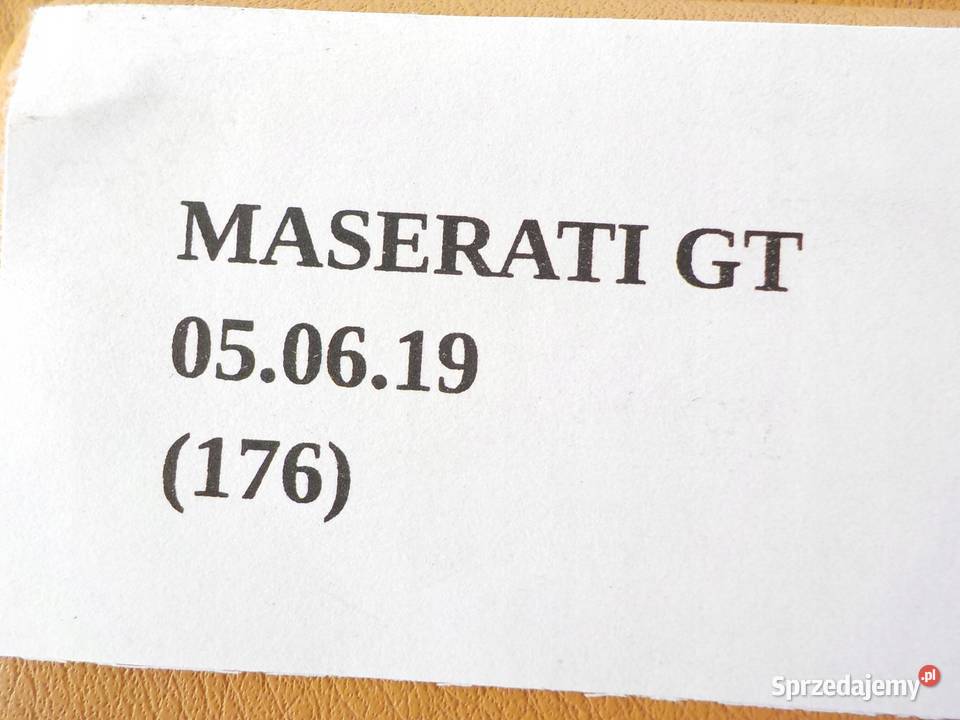 MASERATI GT
05.06.19
(176)
Sprzedajemy.pl